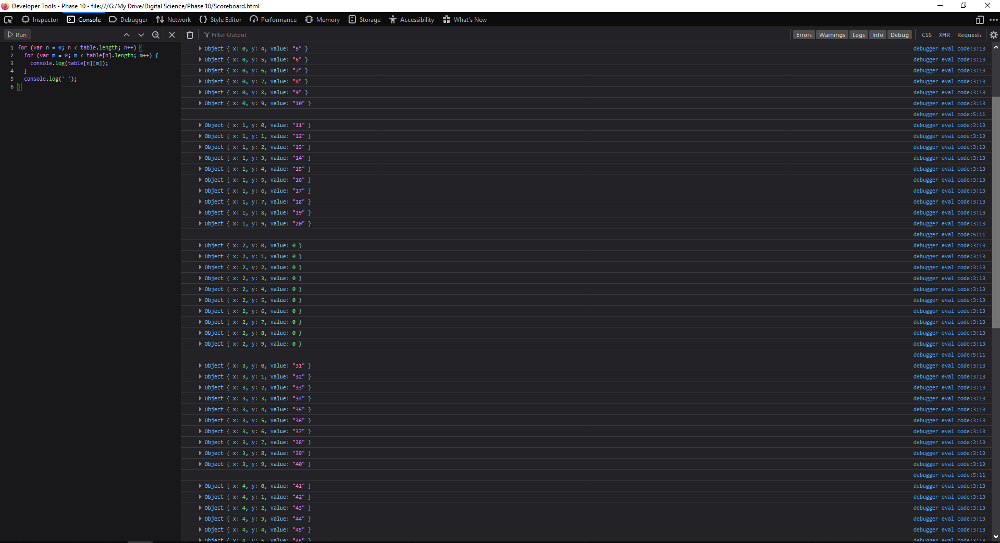 Developer Tools - Phase 10 - file:///G:/My Drive/Digital Science/Phase 10/Scoreboard.html
Inspector Console Debugger Network Style Editor Performance Memory Storage Accessibility What's New
Run Filter Output Errors Warnings Logs Info Debug CSS XHR Requests
1 for (var n = 0; n < table.length; n++) {
2 for (var m = 0; m < table[n].length; m++) {
3 console.log(table[n][m]);
4 }
5 console.log(' ');
6 }
Object { x: 0, y: 4, value: "5" } debugger eval code:3:13
Object { x: 0, y: 5, value: "6" } debugger eval code:3:13
Object { x: 0, y: 6, value: "7" } debugger eval code:3:13
Object { x: 0, y: 7, value: "8" } debugger eval code:3:13
Object { x: 0, y: 8, value: "9" } debugger eval code:3:13
Object { x: 0, y: 9, value: "10" } debugger eval code:3:13
debugger eval code:5:11
Object { x: 1, y: 0, value: "11" } debugger eval code:3:13
Object { x: 1, y: 1, value: "12" } debugger eval code:3:13
Object { x: 1, y: 2, value: "13" } debugger eval code:3:13
Object { x: 1, y: 3, value: "14" } debugger eval code:3:13
Object { x: 1, y: 4, value: "15" } debugger eval code:3:13
Object { x: 1, y: 5, value: "16" } debugger eval code:3:13
Object { x: 1, y: 6, value: "17" } debugger eval code:3:13
Object { x: 1, y: 7, value: "18" } debugger eval code:3:13
Object { x: 1, y: 8, value: "19" } debugger eval code:3:13
Object { x: 1, y: 9, value: "20" } debugger eval code:3:13
debugger eval code:5:11
Object { x: 2, y: 0, value: 0 } debugger eval code:3:13
Object { x: 2, y: 1, value: 0 } debugger eval code:3:13
Object { x: 2, y: 2, value: 0 } debugger eval code:3:13
Object { x: 2, y: 3, value: 0 } debugger eval code:3:13
Object { x: 2, y: 4, value: 0 } debugger eval code:3:13
Object { x: 2, y: 5, value: 0 } debugger eval code:3:13
Object { x: 2, y: 6, value: 0 } debugger eval code:3:13
Object { x: 2, y: 7, value: 0 } debugger eval code:3:13
Object { x: 2, y: 8, value: 0 } debugger eval code:3:13
Object { x: 2, y: 9, value: 0 } debugger eval code:3:13
debugger eval code:5:11
Object { x: 3, y: 0, value: "31" } debugger eval code:3:13
Object { x: 3, y: 1, value: "32" } debugger eval code:3:13
Object { x: 3, y: 2, value: "33" } debugger eval code:3:13
Object { x: 3, y: 3, value: "34" } debugger eval code:3:13
Object { x: 3, y: 4, value: "35" } debugger eval code:3:13
Object { x: 3, y: 5, value: "36" } debugger eval code:3:13
Object { x: 3, y: 6, value: "37" } debugger eval code:3:13
Object { x: 3, y: 7, value: "38" } debugger eval code:3:13
Object { x: 3, y: 8, value: "39" } debugger eval code:3:13
Object { x: 3, y: 9, value: "40" } debugger eval code:3:13
debugger eval code:5:11
Object { x: 4, y: 0, value: "41" } debugger eval code:3:13
Object { x: 4, y: 1, value: "42" } debugger eval code:3:13
Object { x: 4, y: 2, value: "43" } debugger eval code:3:13
Object { x: 4, y: 3, value: "44" } debugger eval code:3:13
Object { x: 4, y: 4, value: "45" } debugger eval code:3:13
Object { x: 4, y: 5, value: "46" } debugger eval code:3:13